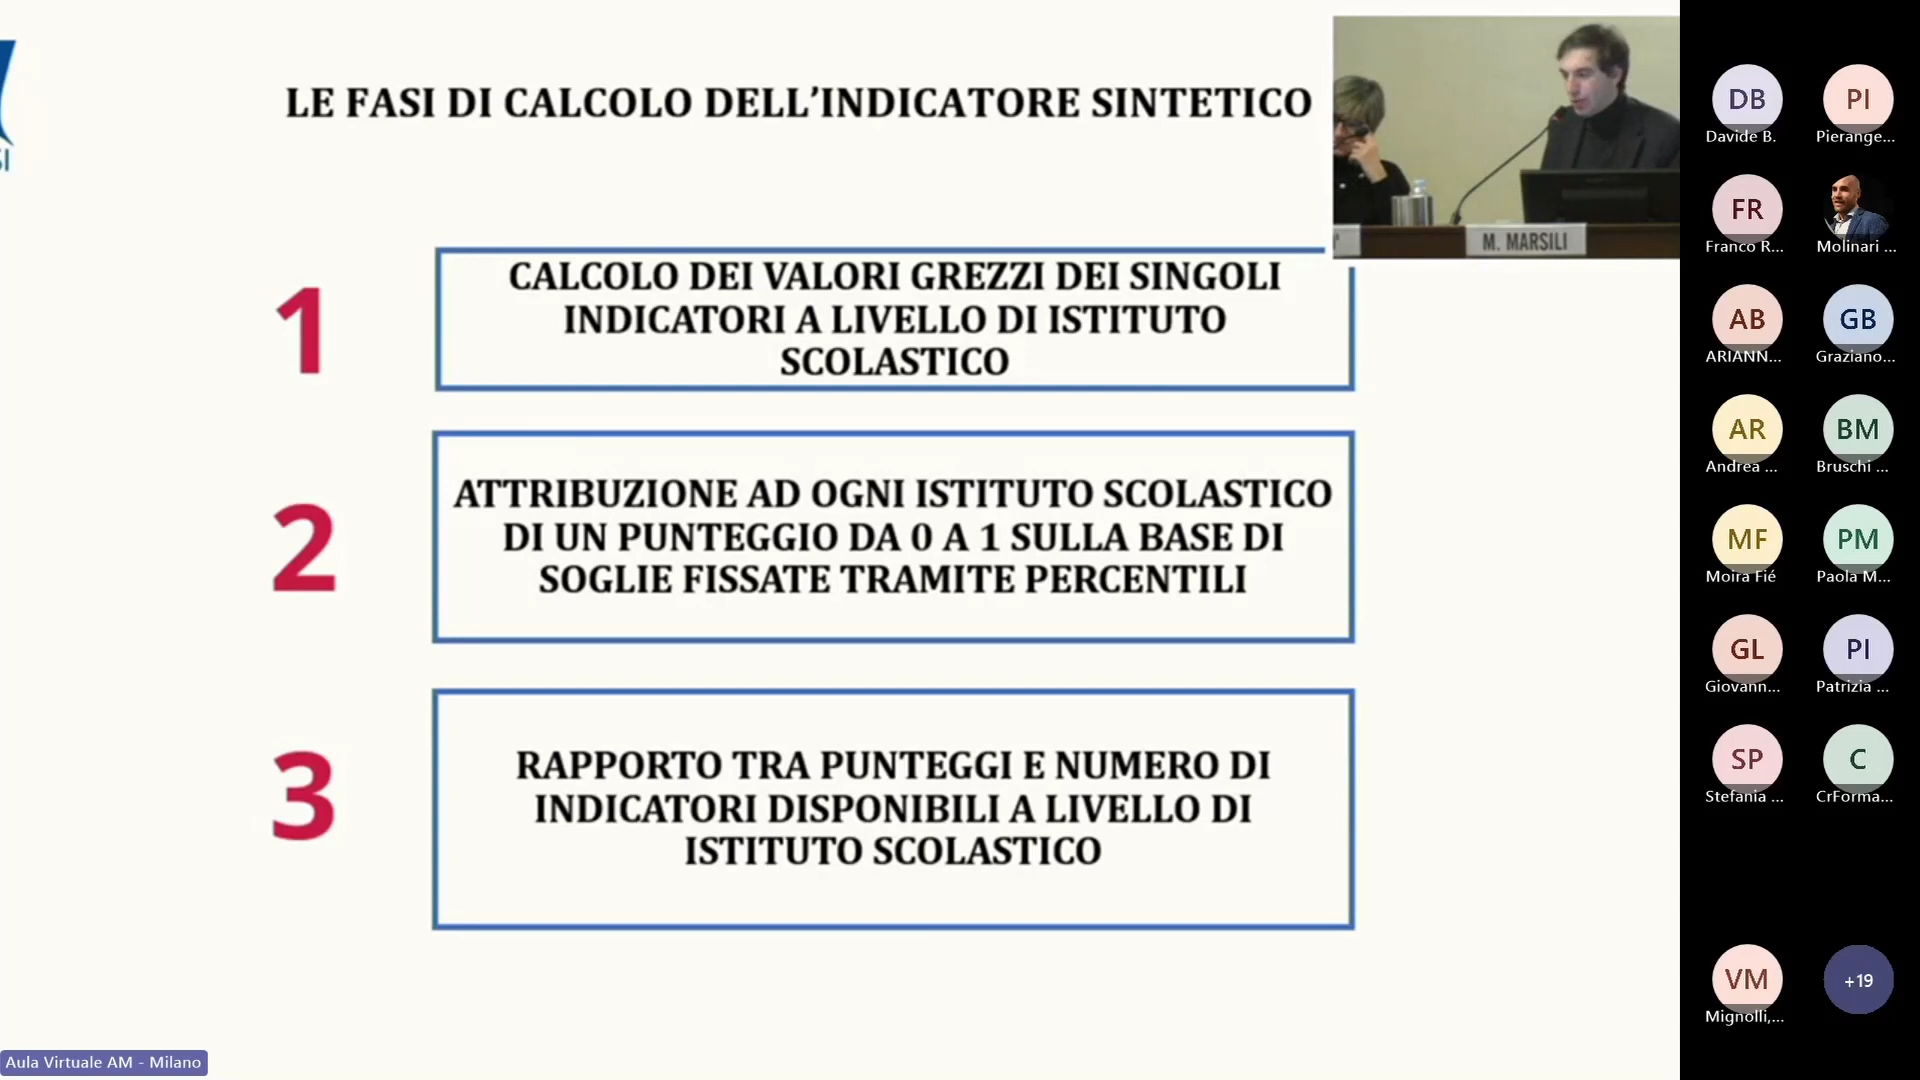 LE FASI DI CALCOLO DELL’INDICATORE SINTETICO
1
CALCOLO DEI VALORI GREZZI DEI SINGOLI
INDICATORI A LIVELLO DI ISTITUTO
SCOLASTICO
2
ATTRIBUZIONE AD OGNI ISTITUTO SCOLASTICO
DI UN PUNTEGGIO DA 0 A 1 SULLA BASE DI
SOGLIE FISSATE TRAMITE PERCENTILI
3
RAPPORTO TRA PUNTEGGI E NUMERO DI
INDICATORI DISPONIBILI A LIVELLO DI
ISTITUTO SCOLASTICO
M. MARSILI
DB
Davide B.
PI
Pierange...
FR
Franco R...
Molinari ...
AB
ARIANN...
GB
Graziano...
AR
Andrea ...
BM
Bruschi ...
MF
Moira Fié
PM
Paola M...
GL
Giovann...
PI
Patrizia ...
SP
Stefania ...
C
CrForma...
VM
Mignolli,...
+19
Aula Virtuale AM - Milano